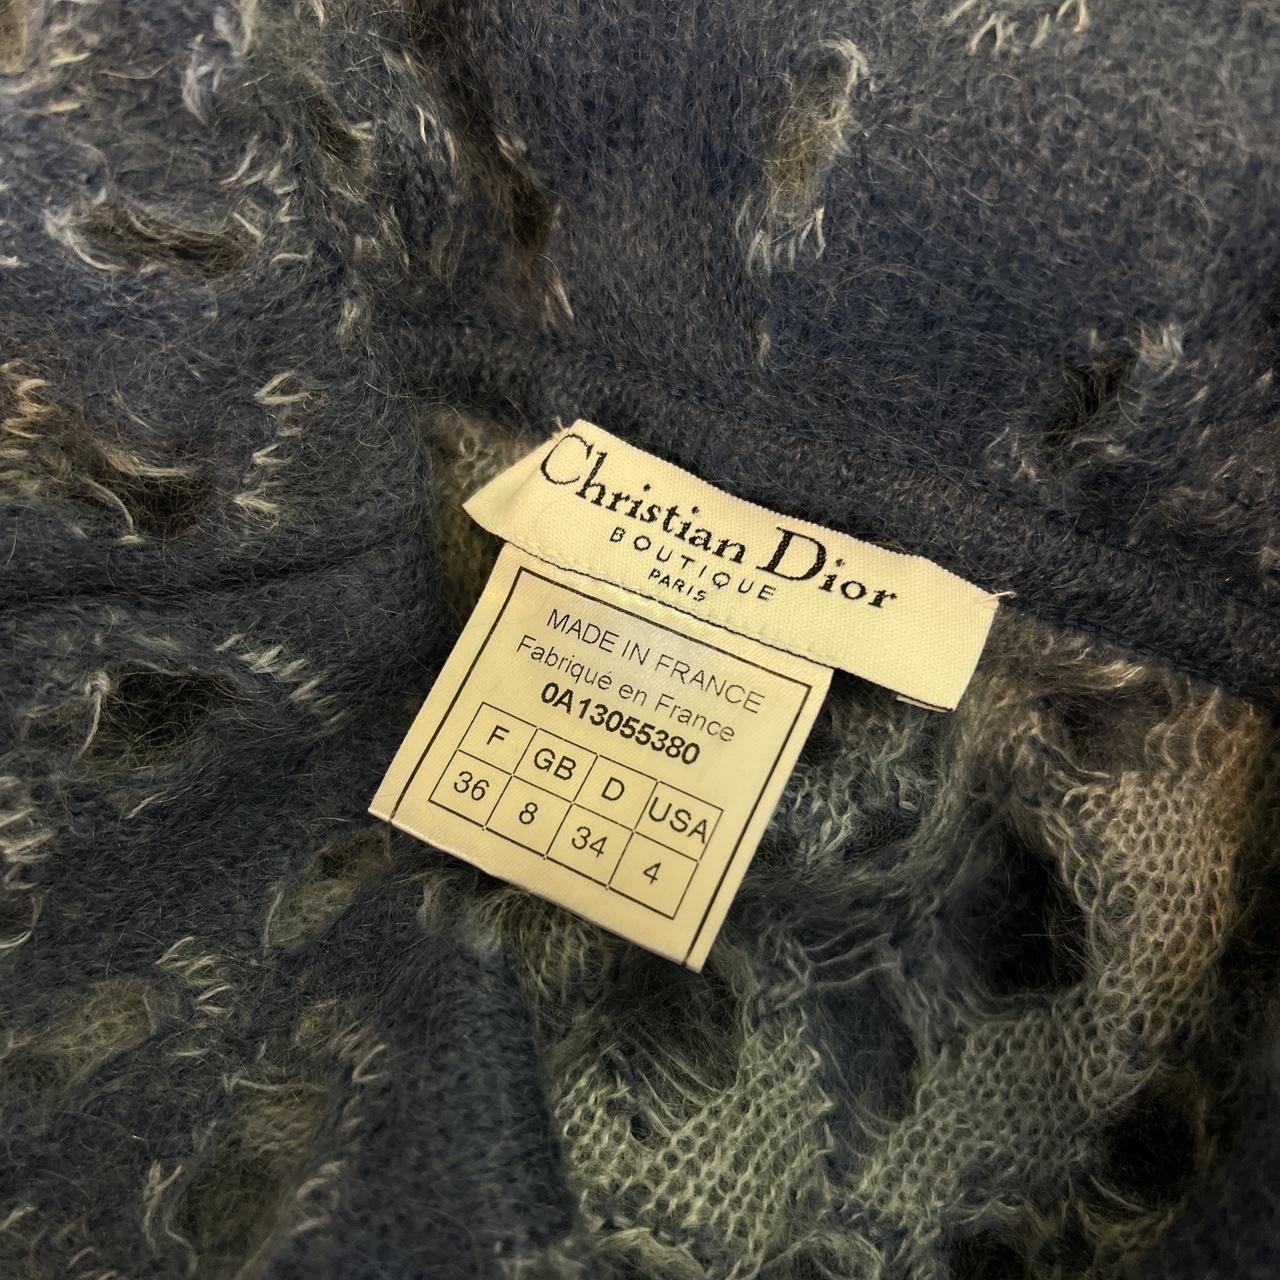 Christian Dior
BOUTIQUE
PARIS
MADE IN FRANCE
Fabriqué en France
0A13055380
F GB D USA
36 8 34 4